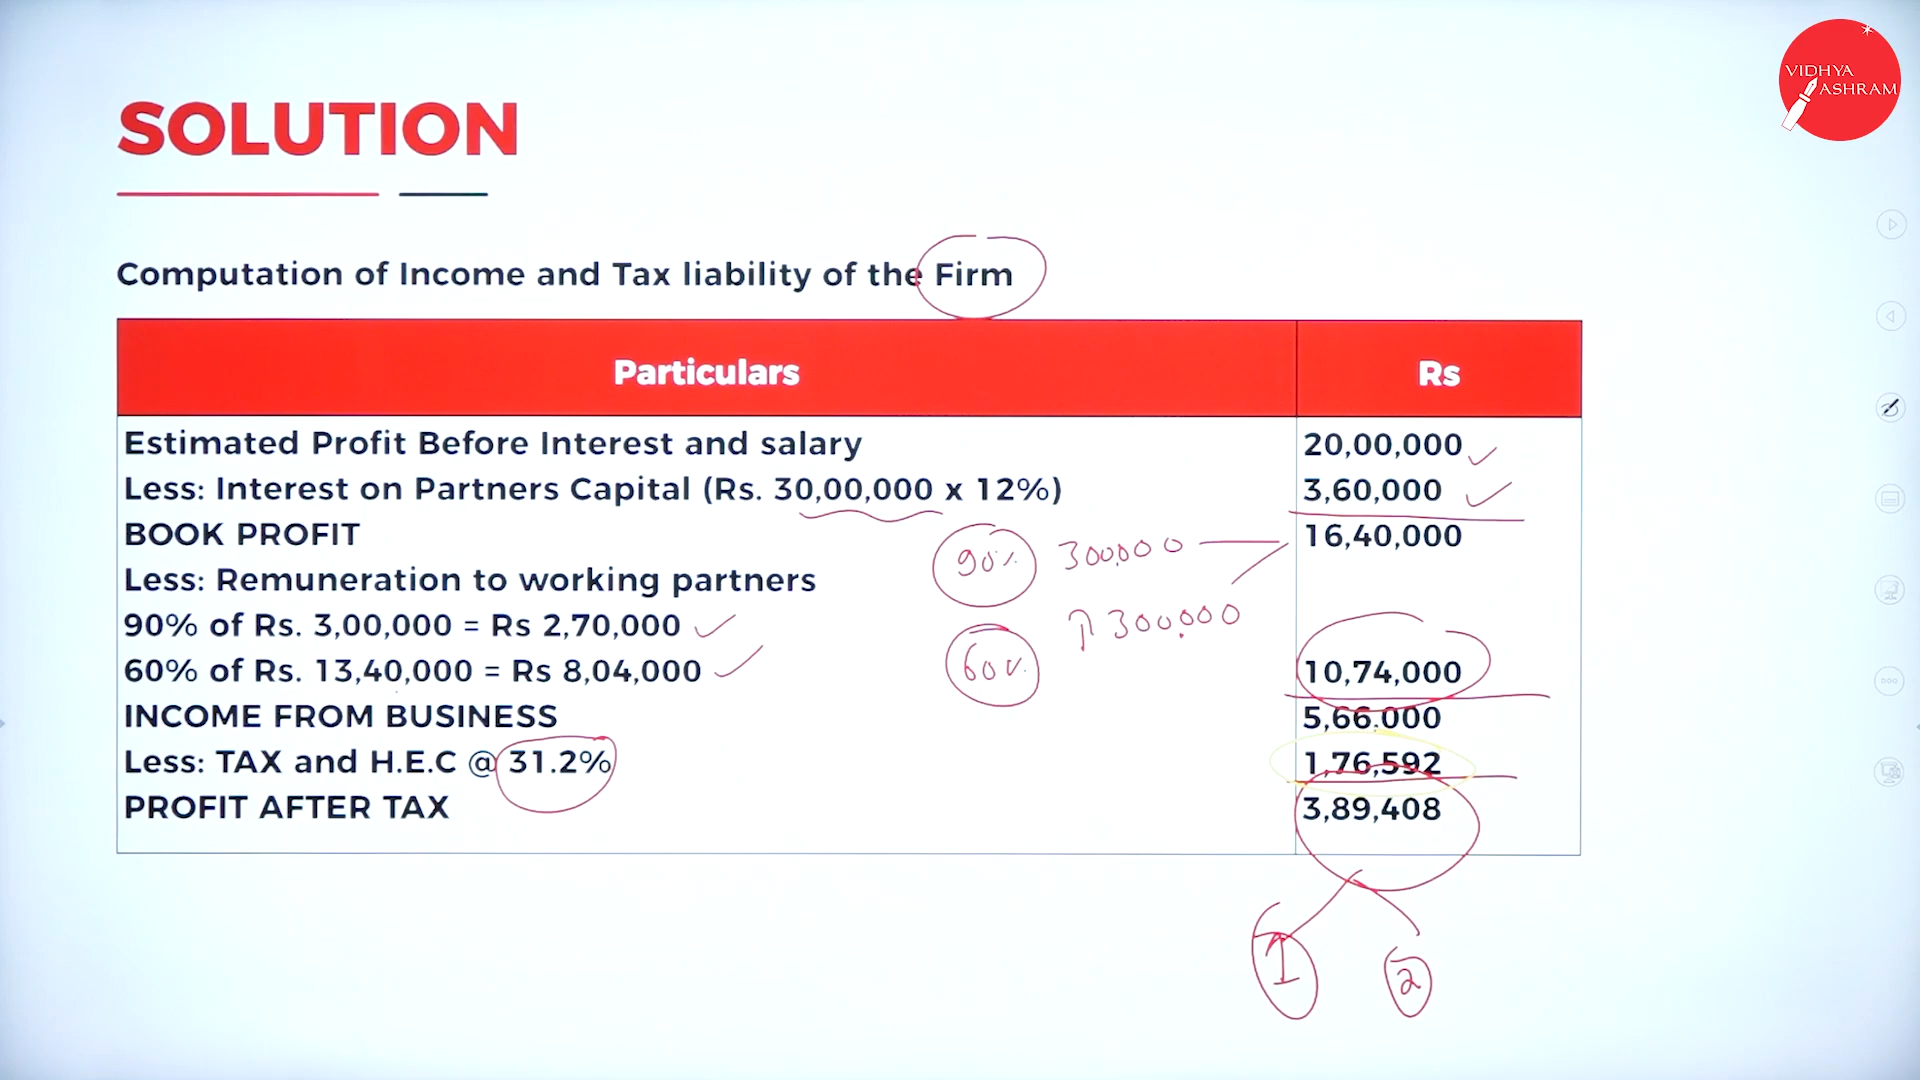 VIDHYA
ASHRAM
SOLUTION
Computation of Income and Tax liability of the Firm
Particulars Rs
Estimated Profit Before Interest and salary 20,00,000
Less: Interest on Partners Capital (Rs. 30,00,000 x 12%) 3,60,000
BOOK PROFIT 16,40,000
90% 300,000
Less: Remuneration to working partners
90% of Rs. 3,00,000 = Rs 2,70,000
↑ 300,000
60% of Rs. 13,40,000 = Rs 8,04,000 10,74,000
60%
INCOME FROM BUSINESS 5,66.000
Less: TAX and H.E.C @ 31.2% 1,76,592
PROFIT AFTER TAX 3,89,408
1 2